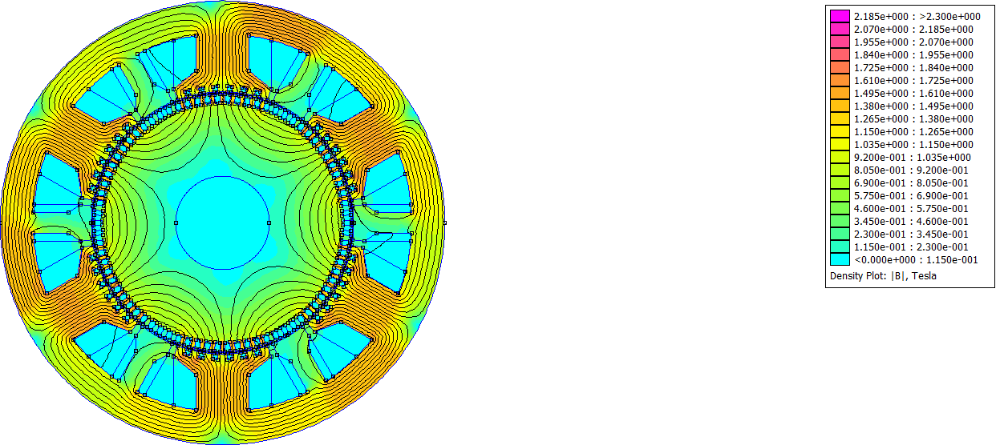 2.185e+000 : >2.300e+000
2.070e+000 : 2.185e+000
1.955e+000 : 2.070e+000
1.840e+000 : 1.955e+000
1.725e+000 : 1.840e+000
1.610e+000 : 1.725e+000
1.495e+000 : 1.610e+000
1.380e+000 : 1.495e+000
1.265e+000 : 1.380e+000
1.150e+000 : 1.265e+000
1.035e+000 : 1.150e+000
9.200e-001 : 1.035e+000
8.050e-001 : 9.200e-001
6.900e-001 : 8.050e-001
5.750e-001 : 6.900e-001
4.600e-001 : 5.750e-001
3.450e-001 : 4.600e-001
2.300e-001 : 3.450e-001
1.150e-001 : 2.300e-001
<0.000e+000 : 1.150e-001
Density Plot: |B|, Tesla